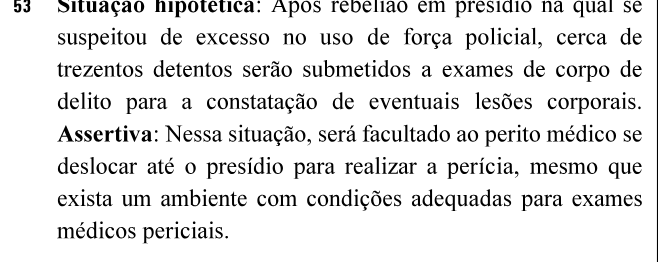 53 Situação hipotética: Após rebelião em presídio na qual se
suspeitou de excesso no uso de força policial, cerca de
trezentos detentos serão submetidos a exames de corpo de
delito para a constatação de eventuais lesões corporais.
Assertiva: Nessa situação, será facultado ao perito médico se
deslocar até o presídio para realizar a perícia, mesmo que
exista um ambiente com condições adequadas para exames
médicos periciais.